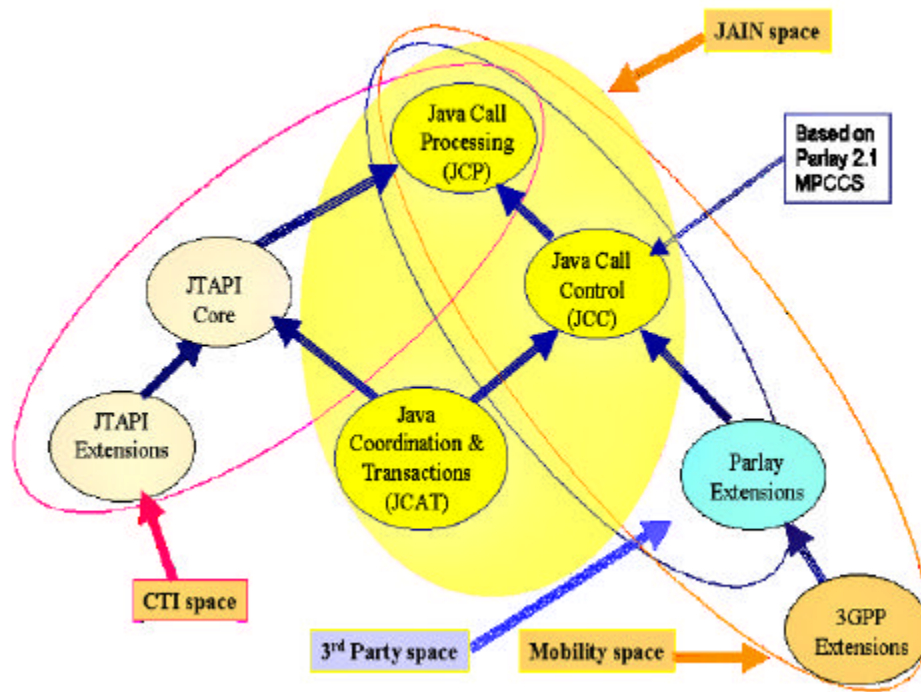 JAIN space
Java Call
Processing
(JCP)
Based on
Parlay 2.1
MPCCS
JTAPI
Core
Java Call
Control
(JCC)
JTAPI
Extensions
Java
Coordination &
Transactions
(JCAT)
Parlay
Extensions
CTI space
3rd Party space
Mobility space
3GPP
Extensions